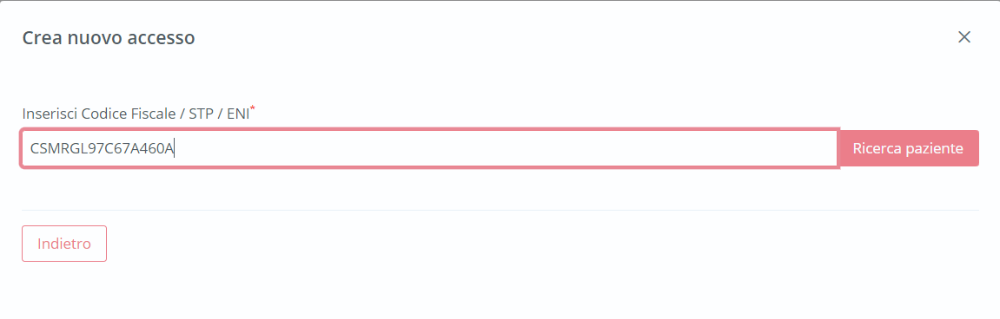 Crea nuovo accesso
Inserisci Codice Fiscale / STP / ENI*
CSMRGL97C67A460A
Ricerca paziente
Indietro